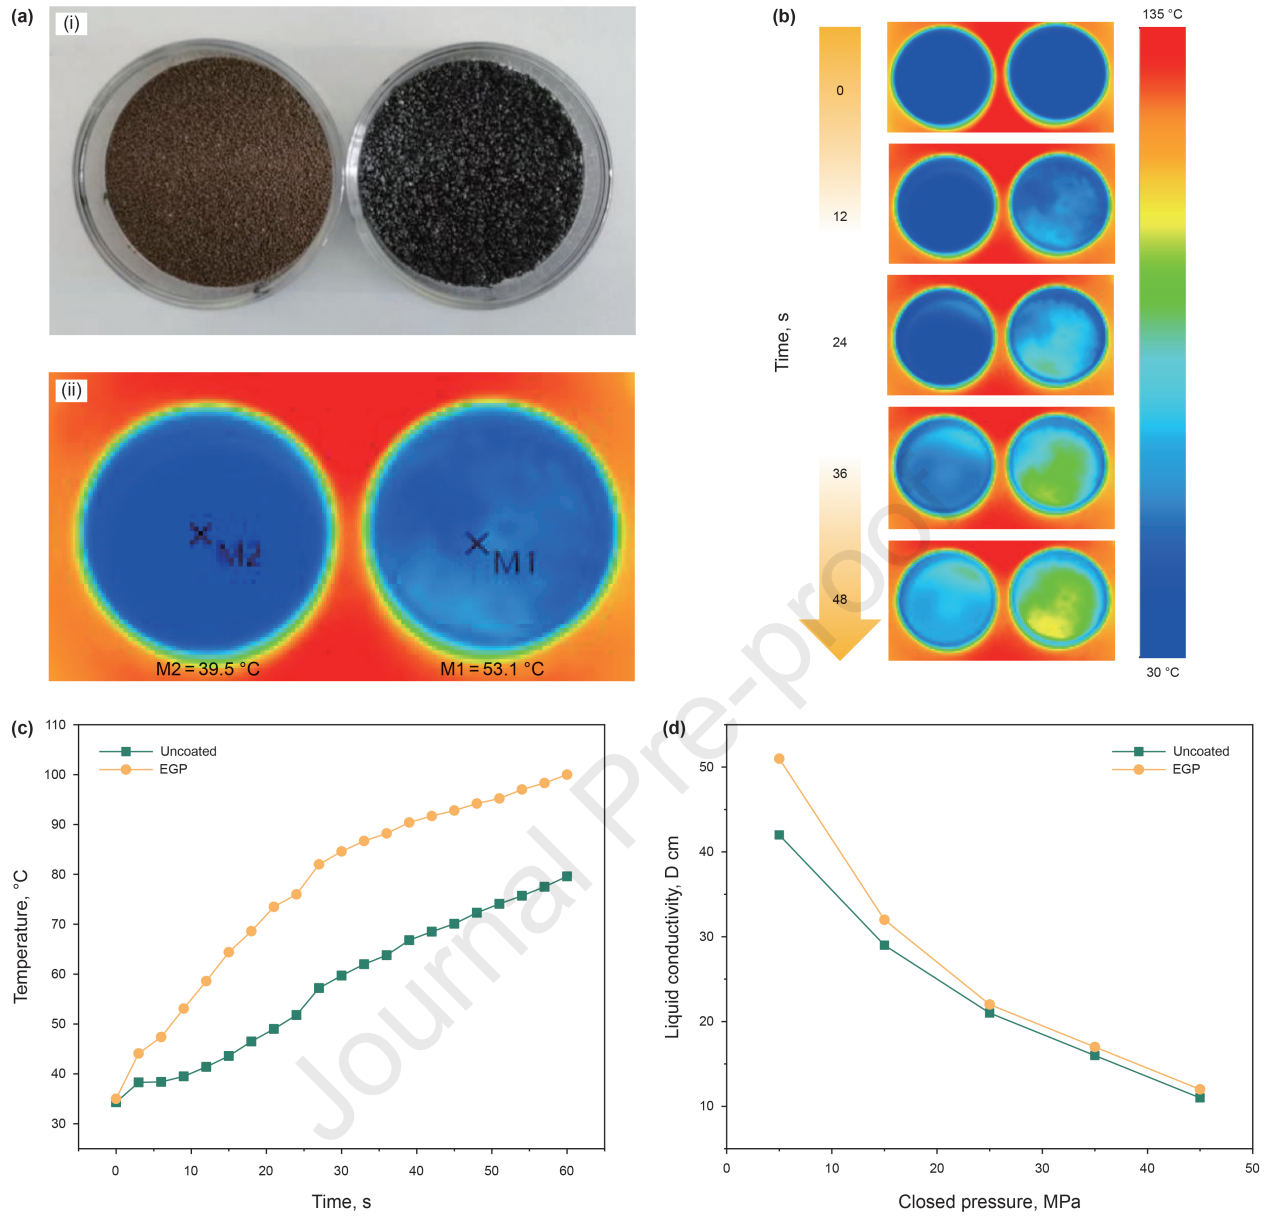 (a)
(i)
(ii)
M2
M1
M2 = 39.5 °C
M1 = 53.1 °C
(b)
135 °C
0
12
24
36
48
Time, s
30 °C
(c)
Uncoated
EGP
110
100
90
80
70
60
50
40
30
Temperature, °C
0
10
20
30
40
50
60
Time, s
(d)
Uncoated
EGP
50
40
30
20
10
Liquid conductivity, D cm
0
10
20
30
40
50
Closed pressure, MPa
Journal Pre-proof